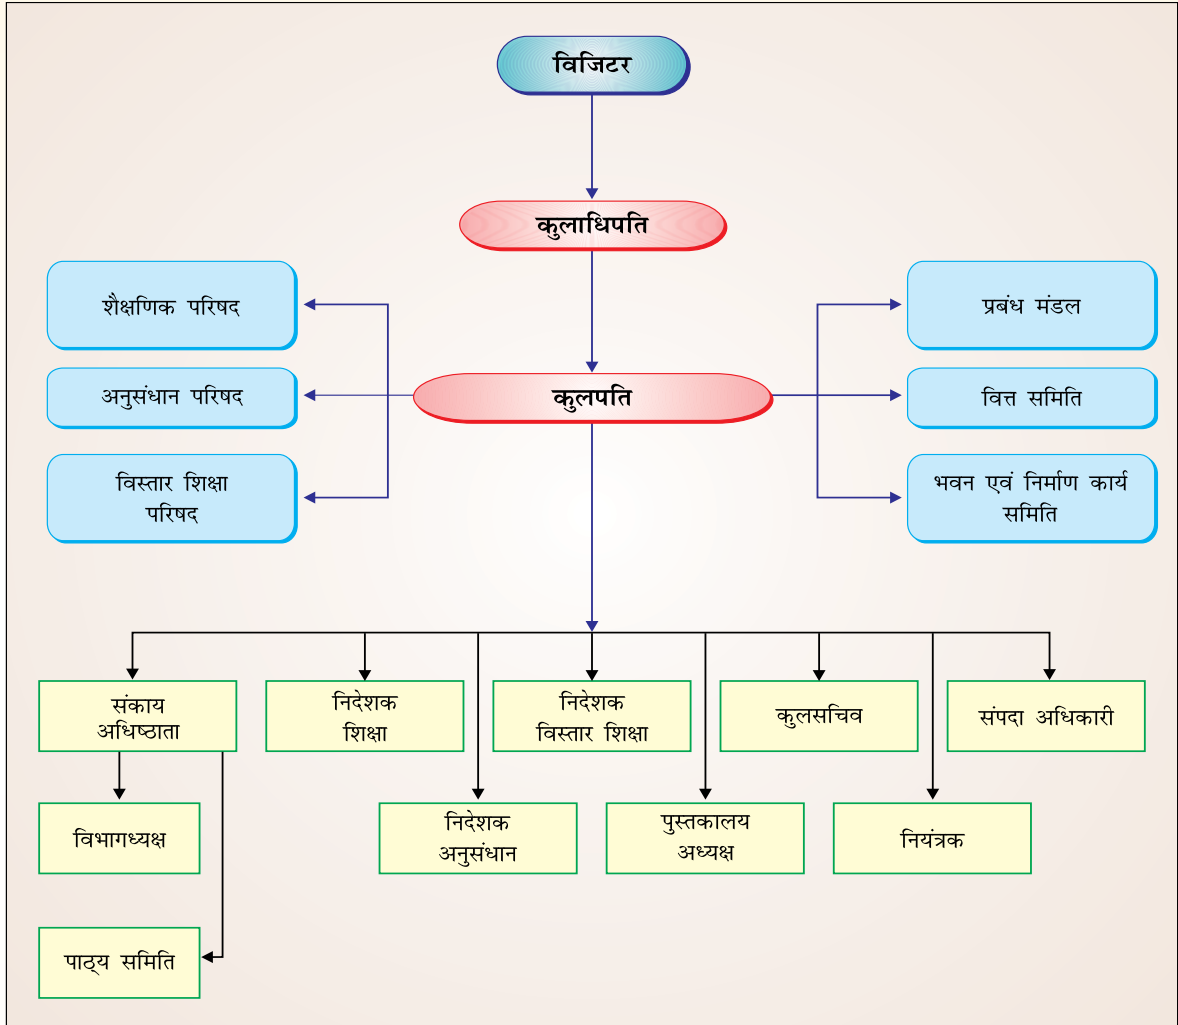 विजिटर
कुलाधिपति
शैक्षणिक परिषद
प्रबंध मंडल
अनुसंधान परिषद
कुलपति
वित्त समिति
विस्तार शिक्षा
परिषद
भवन एवं निर्माण कार्य
समिति
संकाय
अधिष्ठाता
निदेशक
शिक्षा
निदेशक
विस्तार शिक्षा
कुलसचिव
संपदा अधिकारी
विभागध्यक्ष
निदेशक
अनुसंधान
पुस्तकालय
अध्यक्ष
नियंत्रक
पाठ्य समिति